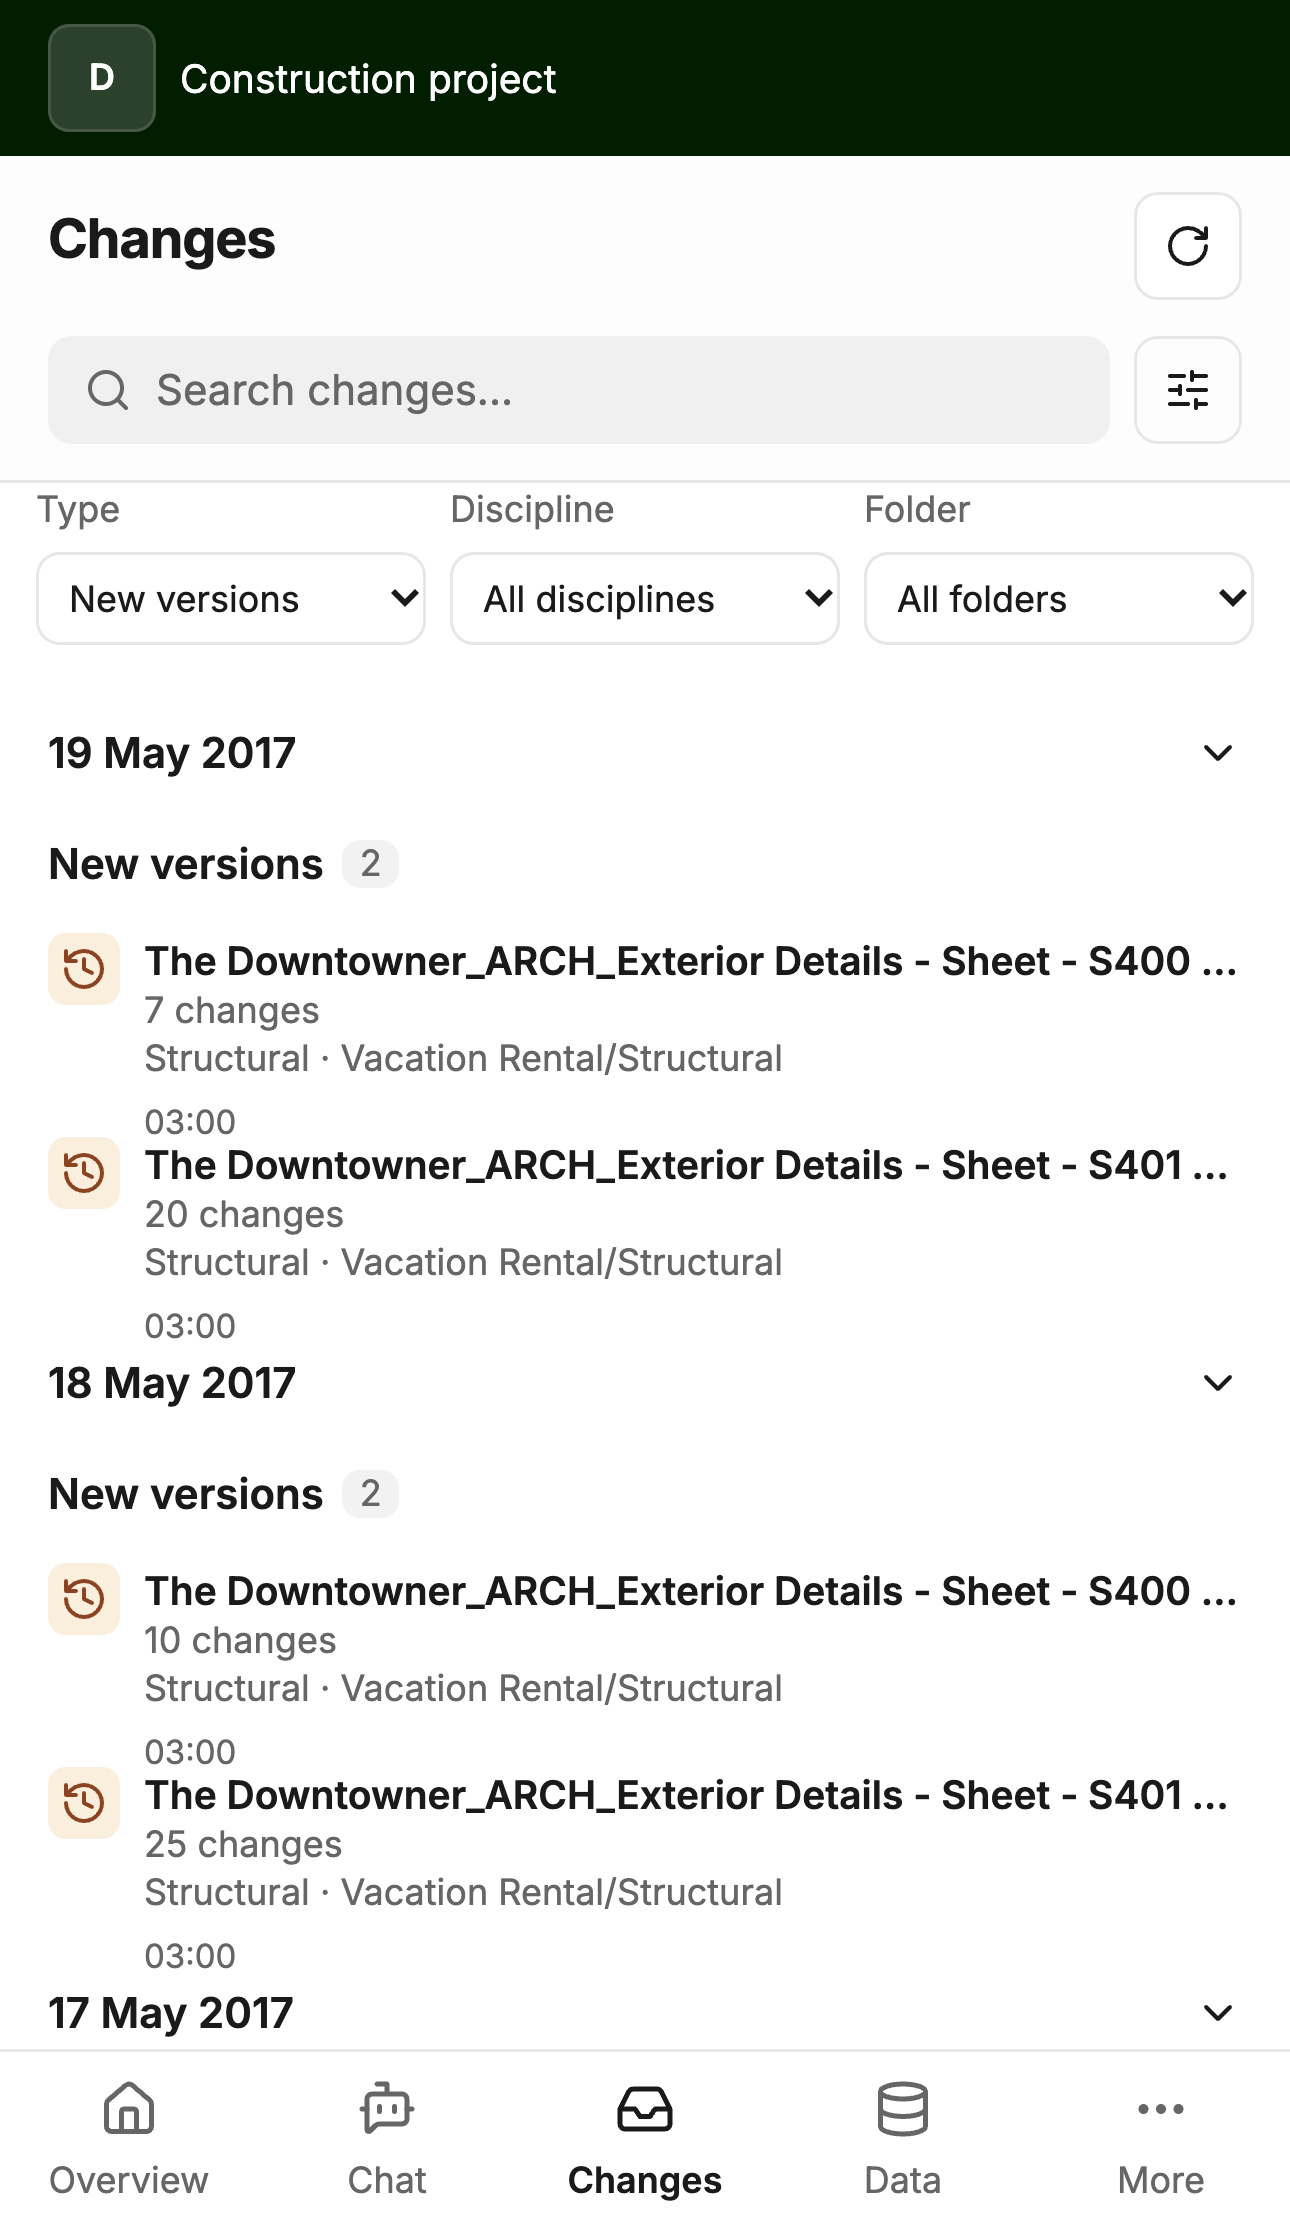 D
Construction project
Changes
Search changes...
Type
Discipline
Folder
New versions
All disciplines
All folders
19 May 2017
New versions 2
The Downtowner_ARCH_Exterior Details - Sheet - S400 ...
7 changes
Structural · Vacation Rental/Structural
03:00
The Downtowner_ARCH_Exterior Details - Sheet - S401 ...
20 changes
Structural · Vacation Rental/Structural
03:00
18 May 2017
New versions 2
The Downtowner_ARCH_Exterior Details - Sheet - S400 ...
10 changes
Structural · Vacation Rental/Structural
03:00
The Downtowner_ARCH_Exterior Details - Sheet - S401 ...
25 changes
Structural · Vacation Rental/Structural
03:00
17 May 2017
Overview
Chat
Changes
Data
More